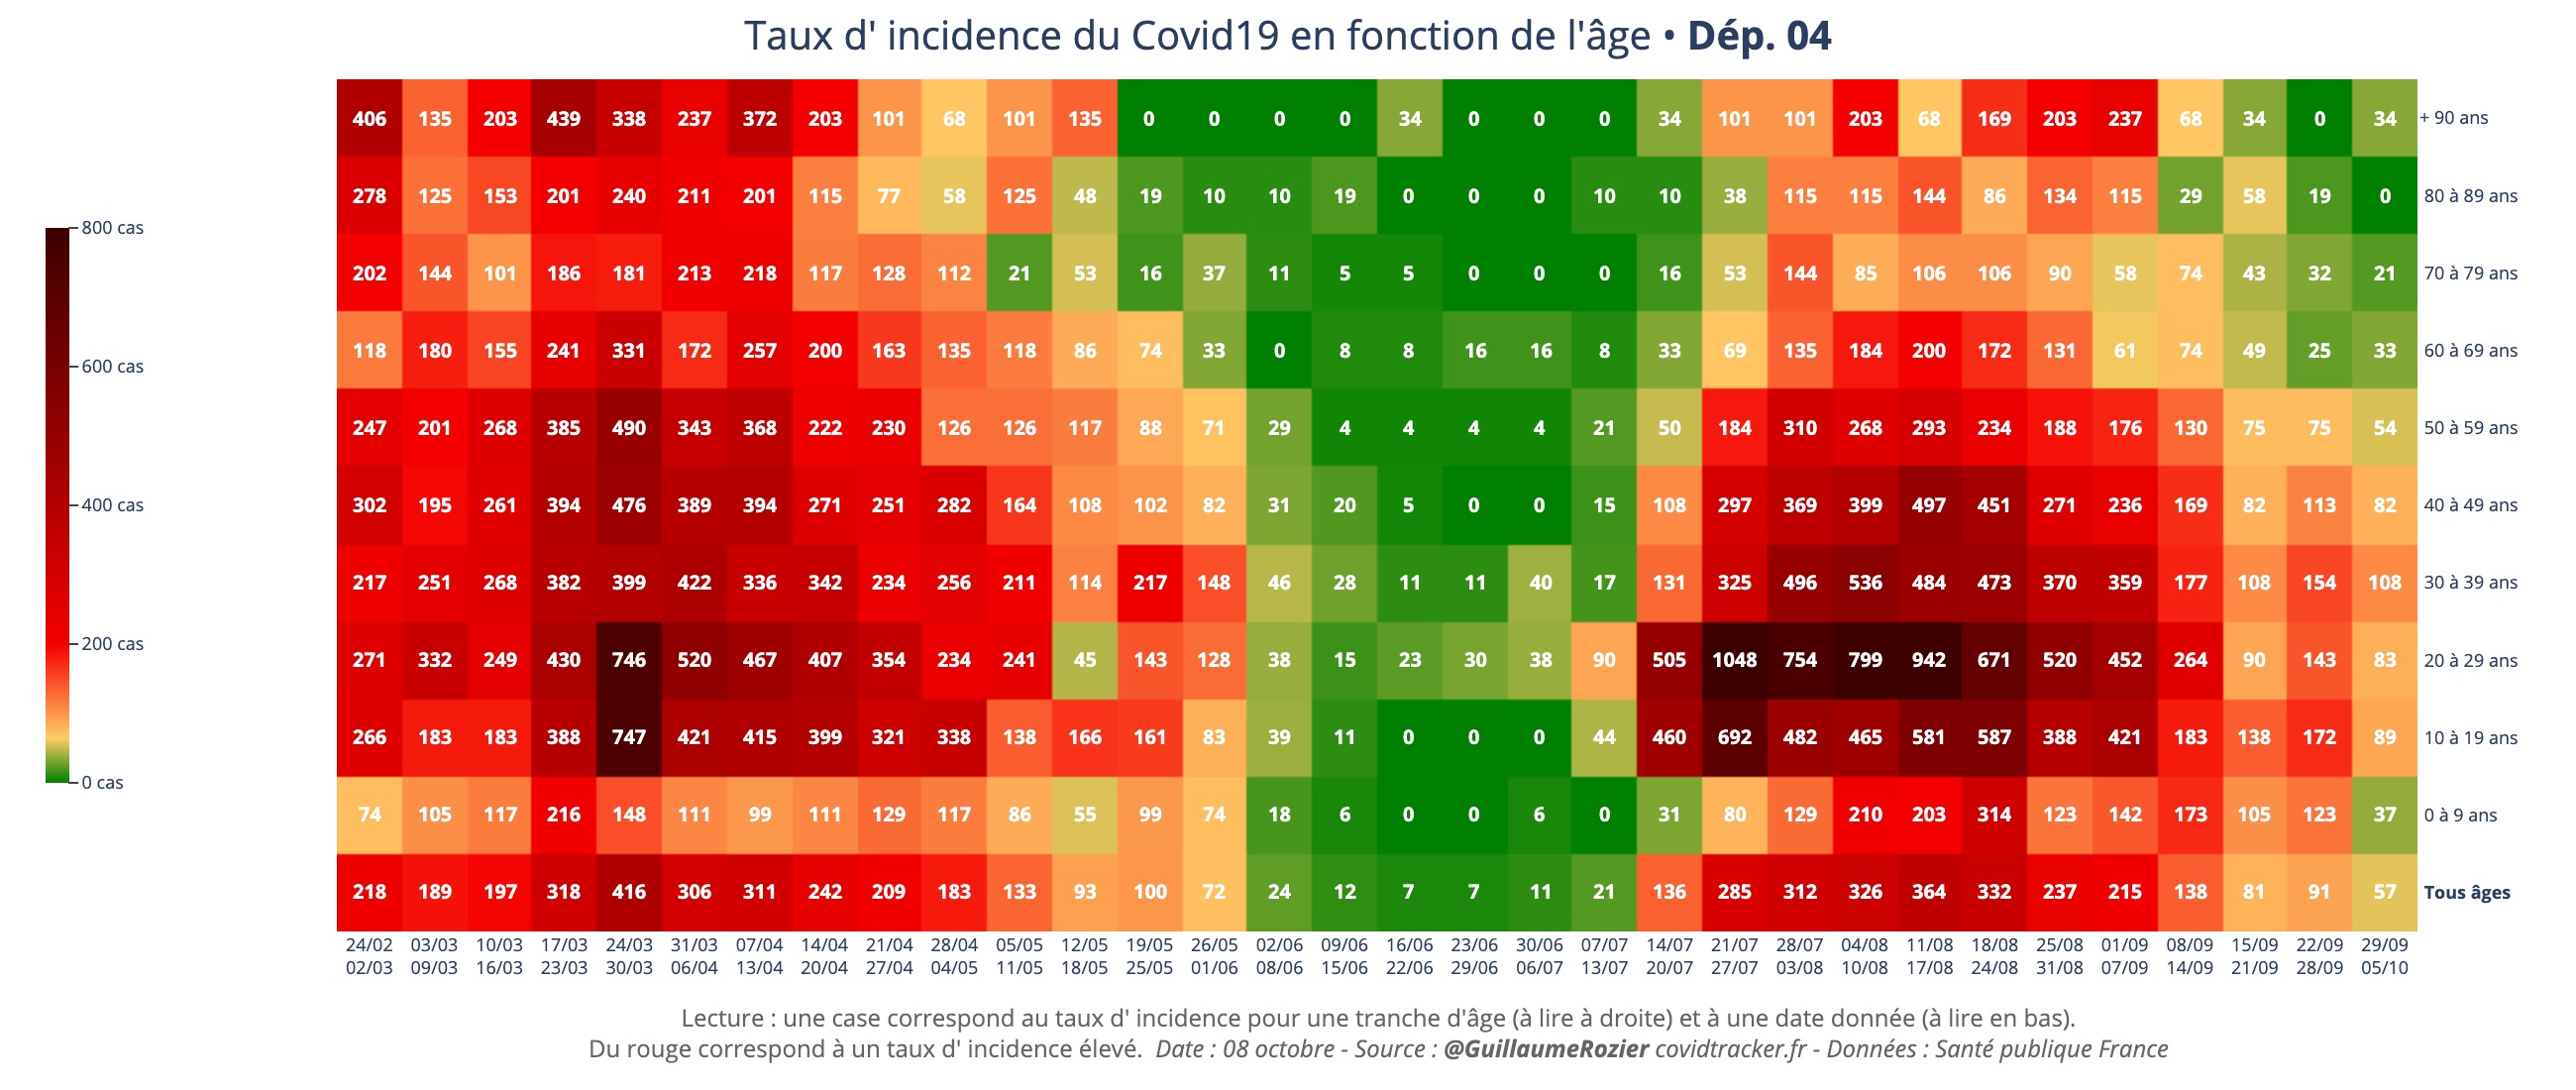 Taux d' incidence du Covid19 en fonction de l'âge • Dép. 04
800 cas
600 cas
400 cas
200 cas
0 cas
406 135 203 439 338 237 372 203 101 68 101 135 0 0 0 0 34 0 0 0 34 101 101 203 68 169 203 237 68 34 0 34 + 90 ans
278 125 153 201 240 211 201 115 77 58 125 48 19 10 10 19 0 0 0 10 10 38 115 115 144 86 134 115 29 58 19 0 80 à 89 ans
202 144 101 186 181 213 218 117 128 112 21 53 16 37 11 5 5 0 0 0 16 53 144 85 106 106 90 58 74 43 32 21 70 à 79 ans
118 180 155 241 331 172 257 200 163 135 118 86 74 33 0 8 8 16 16 8 33 69 135 184 200 172 131 61 74 49 25 33 60 à 69 ans
247 201 268 385 490 343 368 222 230 126 126 117 88 71 29 4 4 4 4 21 50 184 310 268 293 234 188 176 130 75 75 54 50 à 59 ans
302 195 261 394 476 389 394 271 251 282 164 108 102 82 31 20 5 0 0 15 108 297 369 399 497 451 271 236 169 82 113 82 40 à 49 ans
217 251 268 382 399 422 336 342 234 256 211 114 217 148 46 28 11 11 40 17 131 325 496 536 484 473 370 359 177 108 154 108 30 à 39 ans
271 332 249 430 746 520 467 407 354 234 241 45 143 128 38 15 23 30 38 90 505 1048 754 799 942 671 520 452 264 90 143 83 20 à 29 ans
266 183 183 388 747 421 415 399 321 338 138 166 161 83 39 11 0 0 0 44 460 692 482 465 581 587 388 421 183 138 172 89 10 à 19 ans
74 105 117 216 148 111 99 111 129 117 86 55 99 74 18 6 0 0 6 0 31 80 129 210 203 314 123 142 173 105 123 37 0 à 9 ans
218 189 197 318 416 306 311 242 209 183 133 93 100 72 24 12 7 7 11 21 136 285 312 326 364 332 237 215 138 81 91 57 Tous âges
24/02 03/03 10/03 17/03 24/03 31/03 07/04 14/04 21/04 28/04 05/05 12/05 19/05 26/05 02/06 09/06 16/06 23/06 30/06 07/07 14/07 21/07 28/07 04/08 11/08 18/08 25/08 01/09 08/09 15/09 22/09 29/09
02/03 09/03 16/03 23/03 30/03 06/04 13/04 20/04 27/04 04/05 11/05 18/05 25/05 01/06 08/06 15/06 22/06 29/06 06/07 13/07 20/07 27/07 03/08 10/08 17/08 24/08 31/08 07/09 14/09 21/09 28/09 05/10
Lecture : une case correspond au taux d' incidence pour une tranche d'âge (à lire à droite) et à une date donnée (à lire en bas).
Du rouge correspond à un taux d' incidence élevé. Date : 08 octobre - Source : @GuillaumeRozier covidtracker.fr - Données : Santé publique France